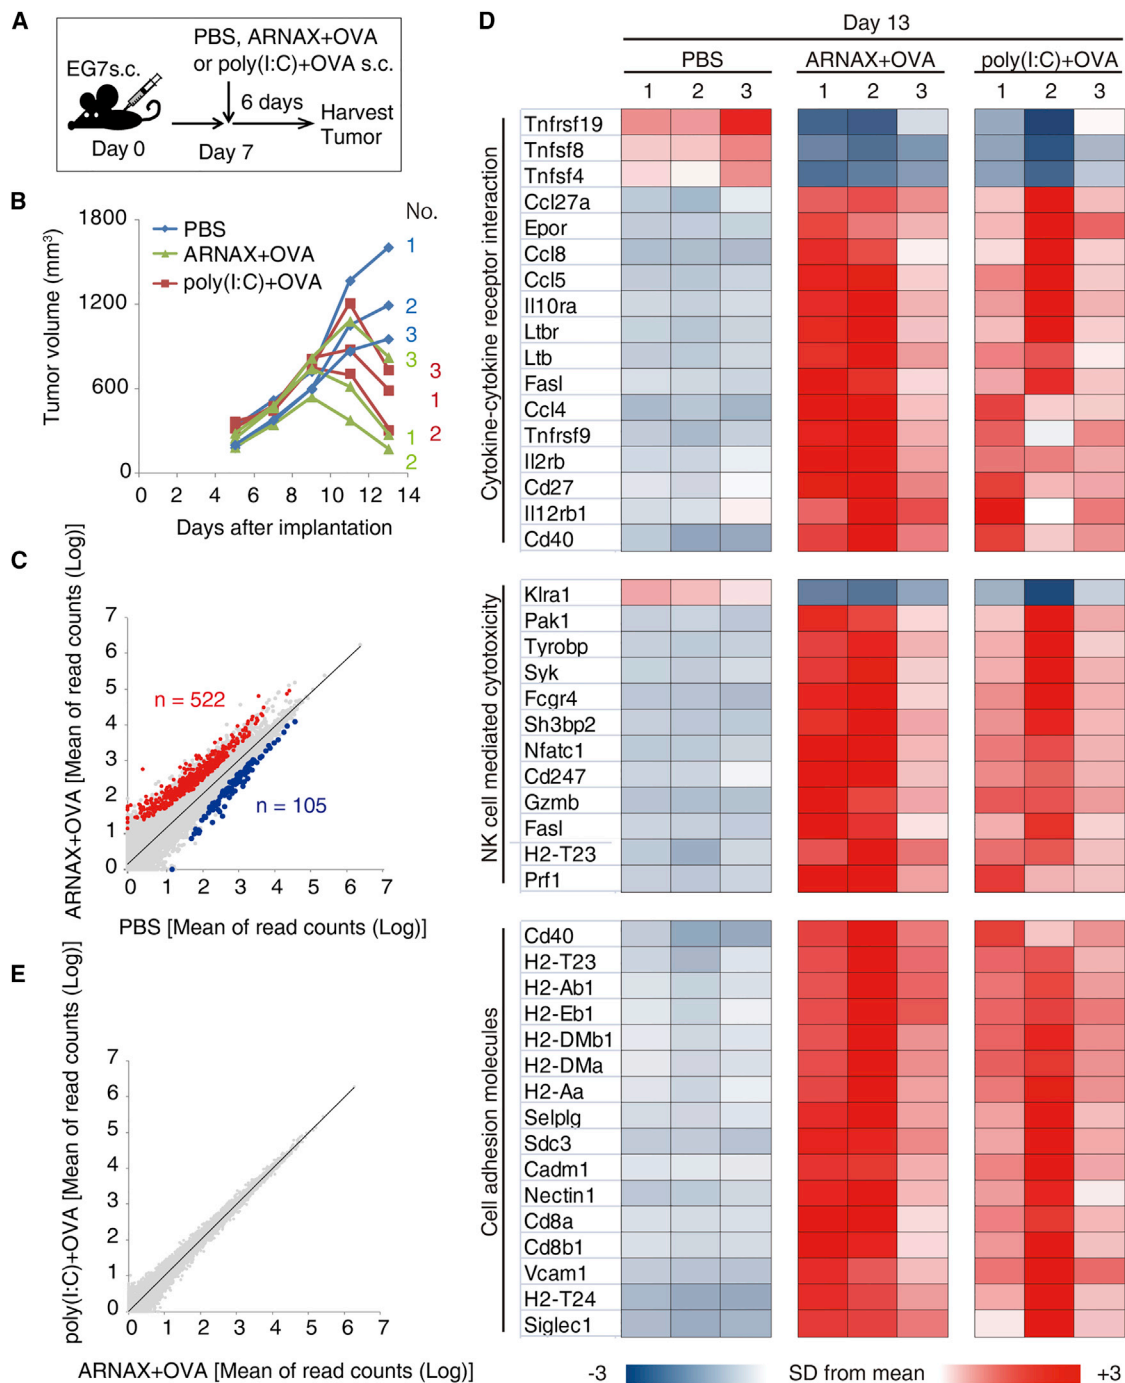 A
PBS, ARNAX+OVA
or poly(I:C)+OVA s.c.
EG7s.c.
6 days
Harvest
Tumor
Day 0
Day 7
B
Tumor volume (mm³)
1800
1200
600
0
0 2 4 6 8 10 12 14
Days after implantation
PBS
ARNAX+OVA
poly(I:C)+OVA
No.
1
2
3
3
3
1
1
2
2
C
ARNAX+OVA [Mean of read counts (Log)]
7
6
5
4
3
2
1
0
n = 522
n = 105
0 1 2 3 4 5 6 7
PBS [Mean of read counts (Log)]
E
poly(I:C)+OVA [Mean of read counts (Log)]
7
6
5
4
3
2
1
0
0 1 2 3 4 5 6 7
ARNAX+OVA [Mean of read counts (Log)]
D
Day 13
PBS ARNAX+OVA poly(I:C)+OVA
1 2 3 1 2 3 1 2 3
Cytokine-cytokine receptor interaction
Tnfrsf19
Tnfsf8
Tnfsf4
Ccl27a
Epor
Ccl8
Ccl5
Il10ra
Ltbr
Ltb
Fasl
Ccl4
Tnfrsf9
Il2rb
Cd27
Il12rb1
Cd40
NK cell mediated cytotoxicity
Klra1
Pak1
Tyrobp
Syk
Fcgr4
Sh3bp2
Nfatc1
Cd247
Gzmb
Fasl
H2-T23
Prf1
Cell adhesion molecules
Cd40
H2-T23
H2-Ab1
H2-Eb1
H2-DMb1
H2-DMa
H2-Aa
Selplg
Sdc3
Cadm1
Nectin1
Cd8a
Cd8b1
Vcam1
H2-T24
Siglec1
-3 SD from mean +3